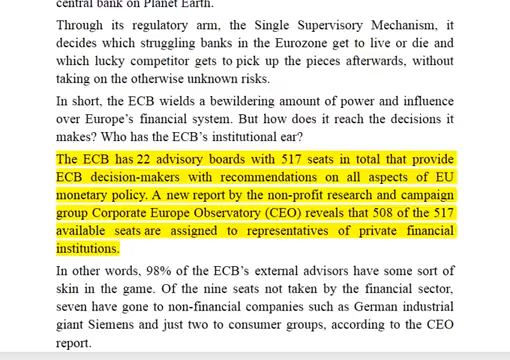 central bank on Planet Earth.
Through its regulatory arm, the Single Supervisory Mechanism, it
decides which struggling banks in the Eurozone get to live or die and
which lucky competitor gets to pick up the pieces afterwards, without
taking on the otherwise unknown risks.
In short, the ECB wields a bewildering amount of power and influence
over Europe's financial system. But how does it reach the decisions it
makes? Who has the ECB's institutional ear?
The ECB has 22 advisory boards with 517 seats in total that provide
ECB decision-makers with recommendations on all aspects of EU
monetary policy. A new report by the non-profit research and campaign
group Corporate Europe Observatory (CEO) reveals that 508 of the 517
available seats are assigned to representatives of private financial
institutions.
In other words, 98% of the ECB's external advisors have some sort of
skin in the game. Of the nine seats not taken by the financial sector,
seven have gone to non-financial companies such as German industrial
giant Siemens and just two to consumer groups, according to the CEO
report.